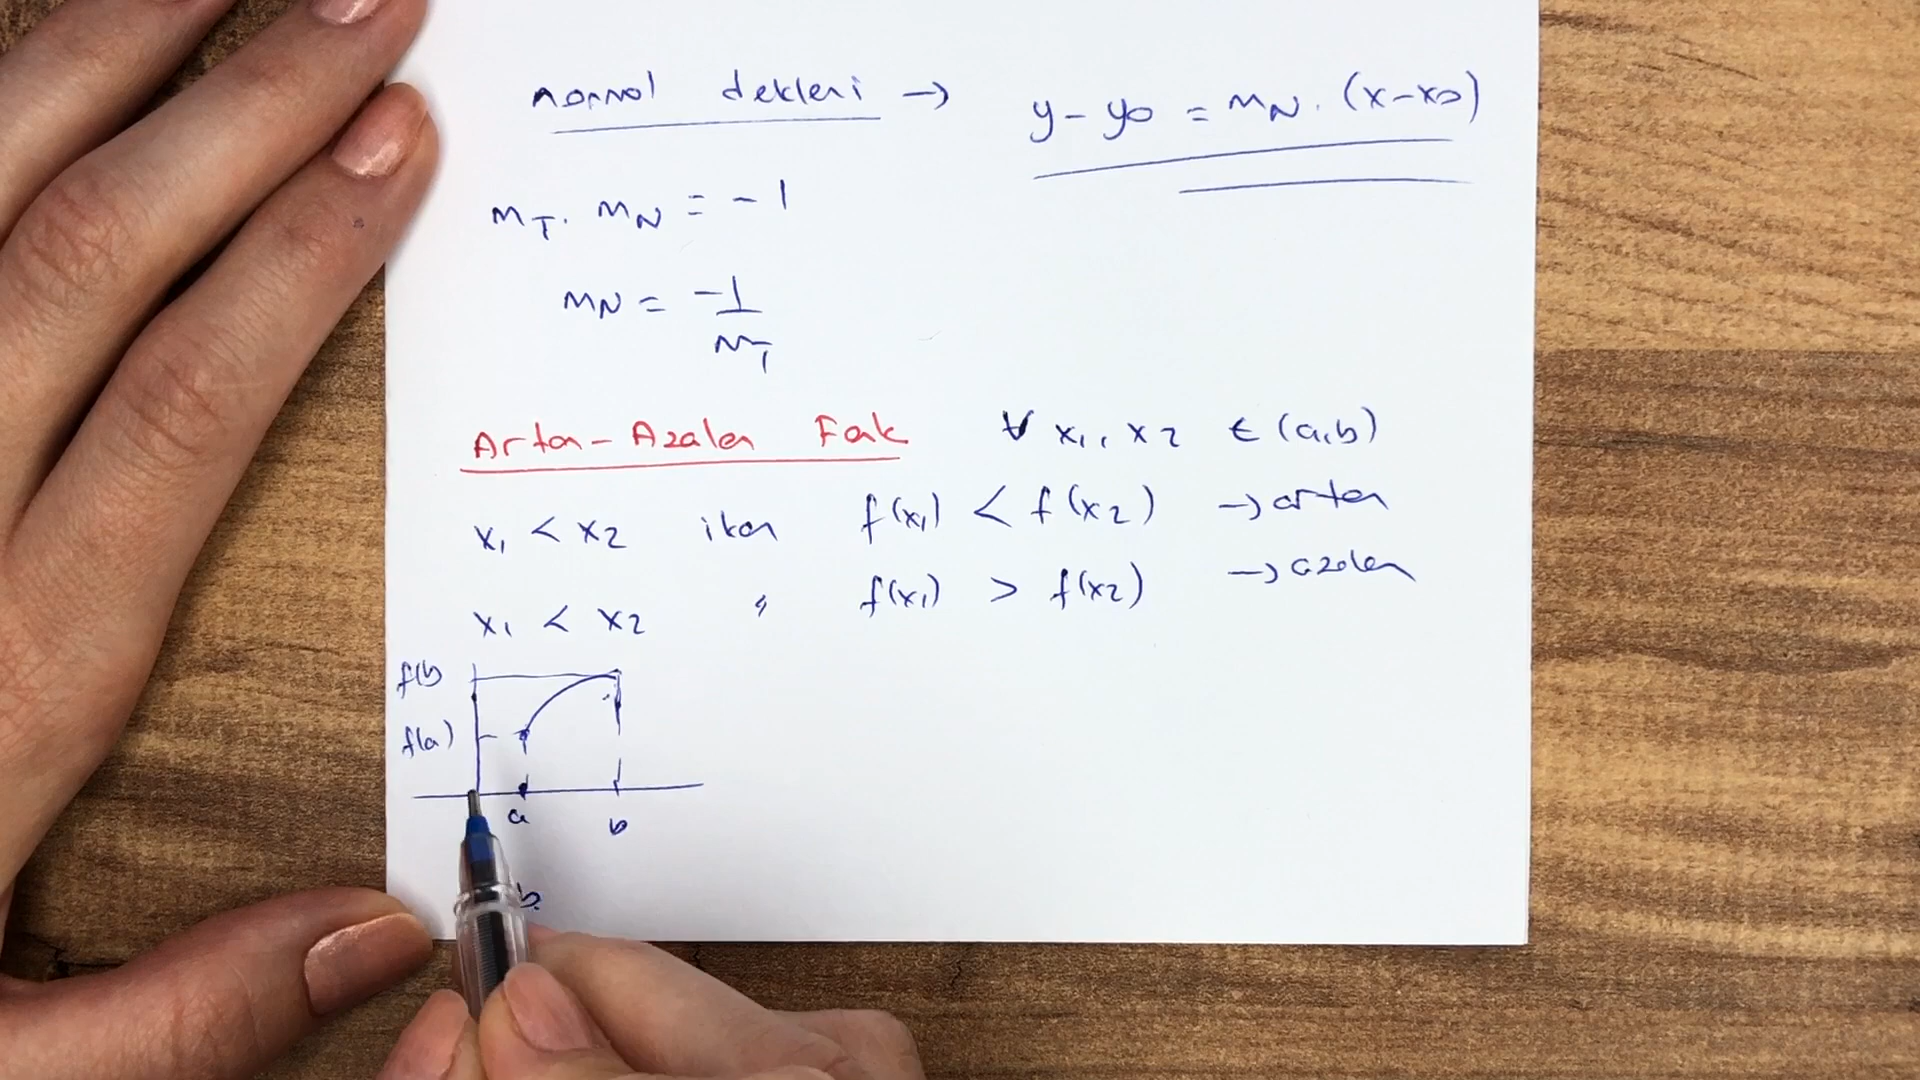 normal denklemi → y - y0 = mN . (x-x0)
mT . mN = -1
mN = -1/mT
Artan-Azalan Fonk ∀ x1, x2 ∈ (a,b)
x1 < x2 iken f(x1) < f(x2) → artan
x1 < x2 " f(x1) > f(x2) → azalan
f(b)
f(a)
a b
b